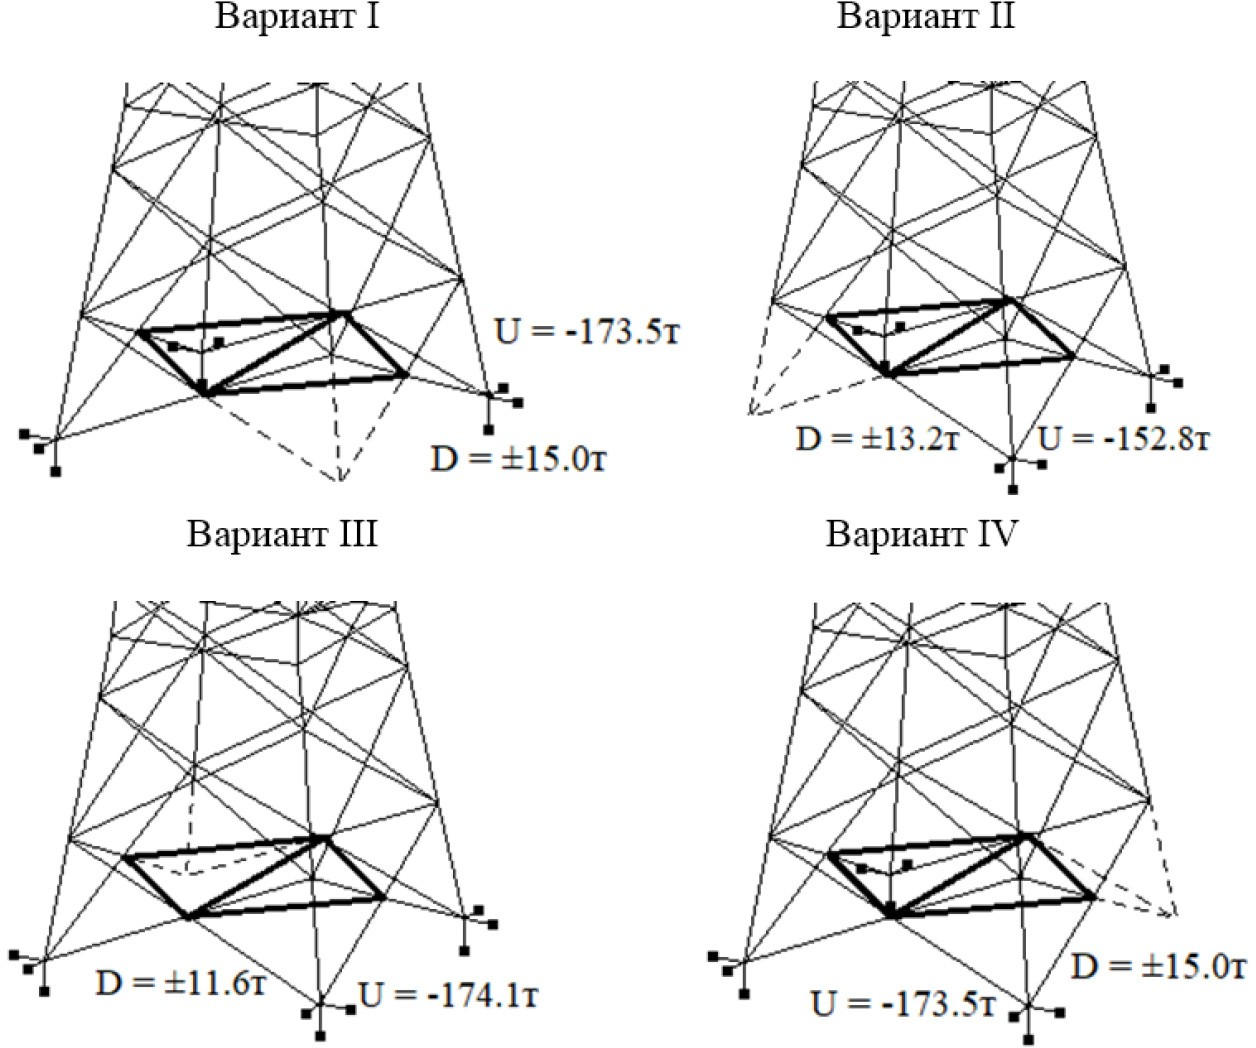 Вариант I
Вариант II
U = -173.5т
D = ±15.0т
D = ±13.2т
U = -152.8т
Вариант III
Вариант IV
D = ±11.6т
U = -174.1т
D = ±15.0т
U = -173.5т